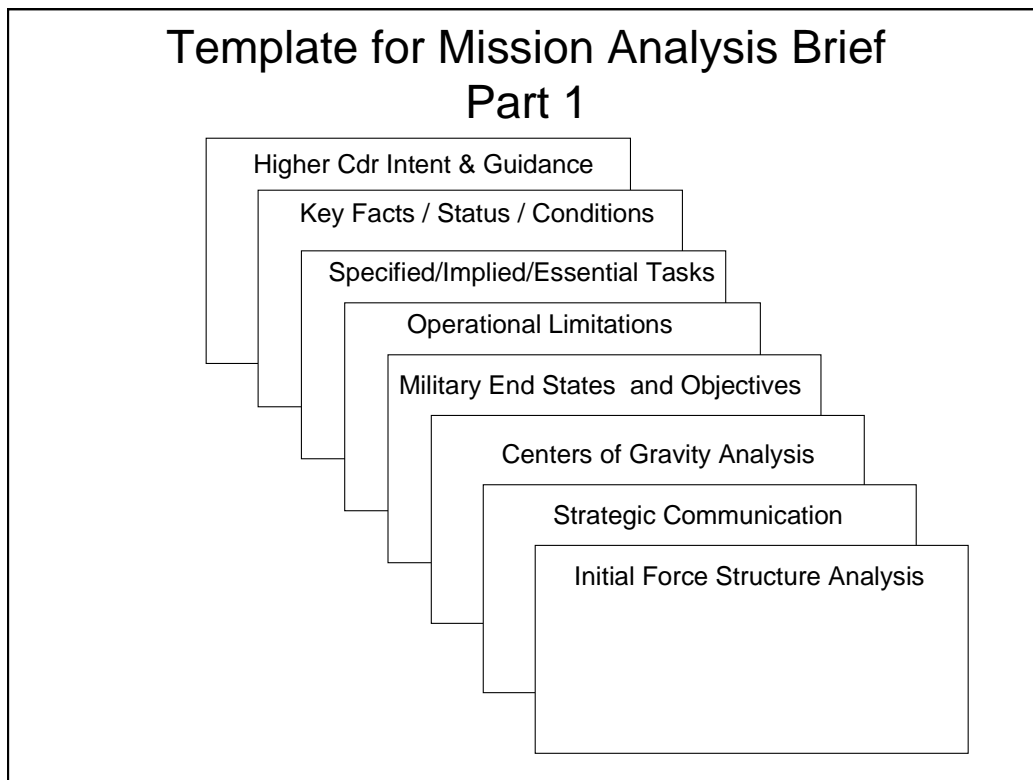 Template for Mission Analysis Brief
Part 1
Higher Cdr Intent & Guidance
Key Facts / Status / Conditions
Specified/Implied/Essential Tasks
Operational Limitations
Military End States  and Objectives
Centers of Gravity Analysis
Strategic Communication
Initial Force Structure Analysis